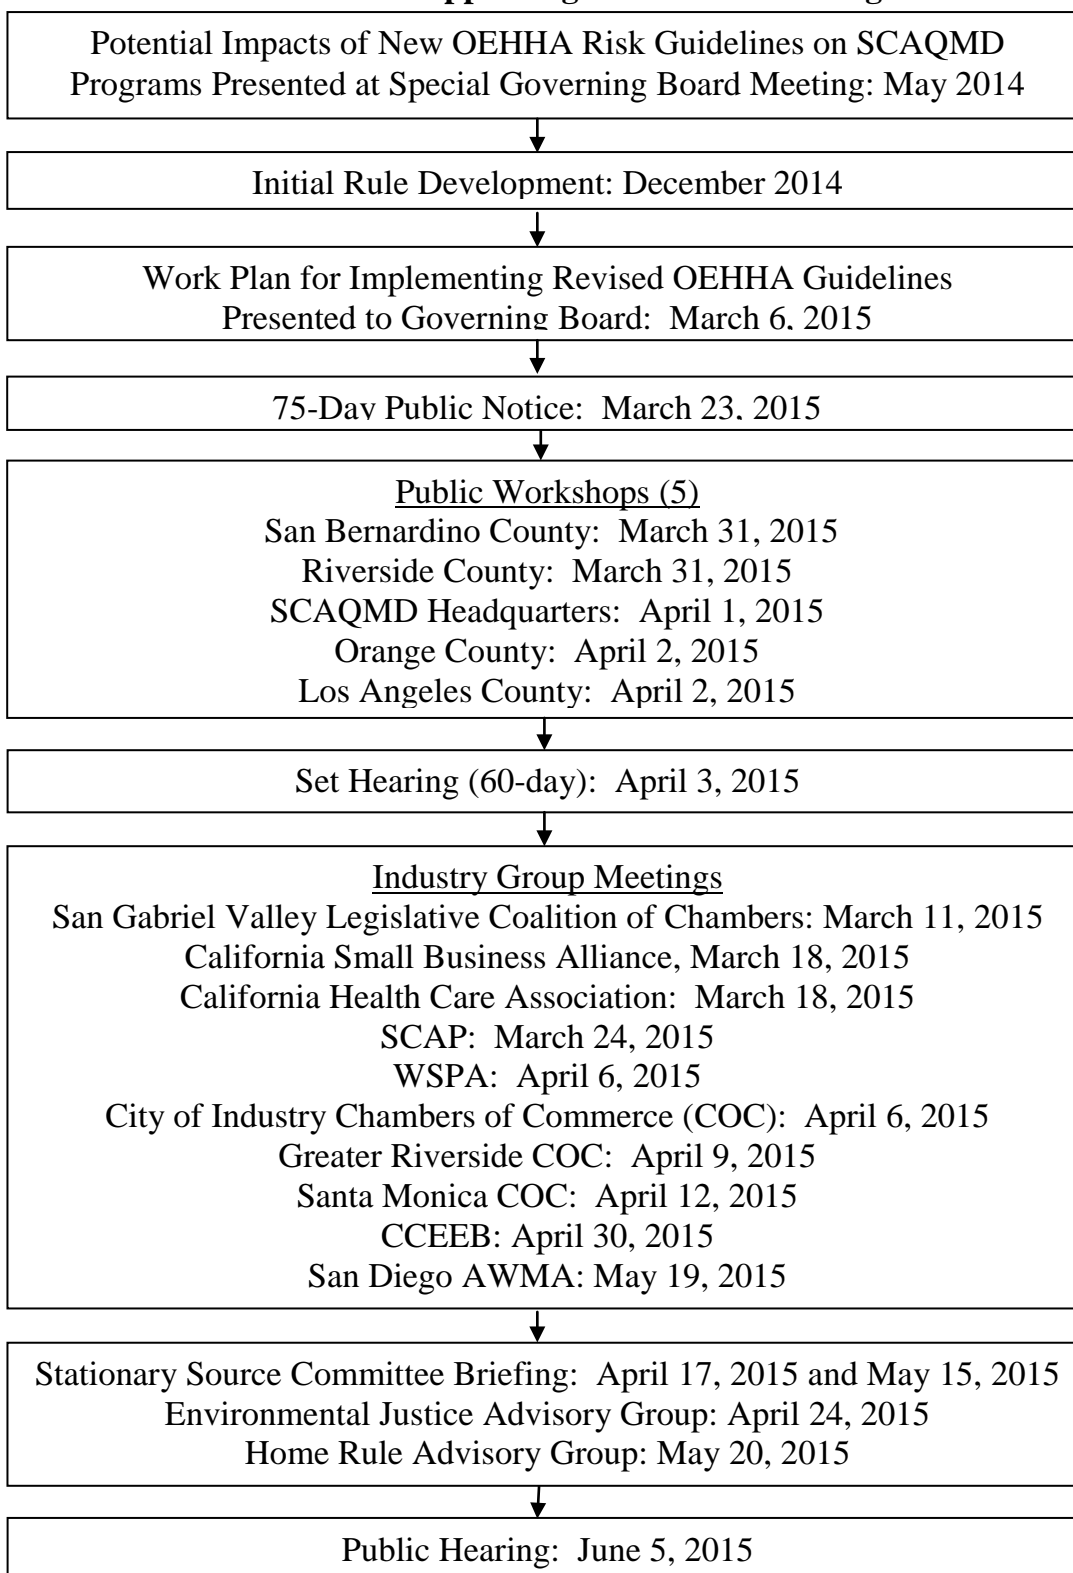 Potential Impacts of New OEHHA Risk Guidelines on SCAQMD
Programs Presented at Special Governing Board Meeting: May 2014
Initial Rule Development: December 2014
Work Plan for Implementing Revised OEHHA Guidelines
Presented to Governing Board: March 6, 2015
75-Day Public Notice: March 23, 2015
Public Workshops (5)
San Bernardino County: March 31, 2015
Riverside County: March 31, 2015
SCAQMD Headquarters: April 1, 2015
Orange County: April 2, 2015
Los Angeles County: April 2, 2015
Set Hearing (60-day): April 3, 2015
Industry Group Meetings
San Gabriel Valley Legislative Coalition of Chambers: March 11, 2015
California Small Business Alliance, March 18, 2015
California Health Care Association: March 18, 2015
SCAP: March 24, 2015
WSPA: April 6, 2015
City of Industry Chambers of Commerce (COC): April 6, 2015
Greater Riverside COC: April 9, 2015
Santa Monica COC: April 12, 2015
CCEEB: April 30, 2015
San Diego AWMA: May 19, 2015
Stationary Source Committee Briefing: April 17, 2015 and May 15, 2015
Environmental Justice Advisory Group: April 24, 2015
Home Rule Advisory Group: May 20, 2015
Public Hearing: June 5, 2015